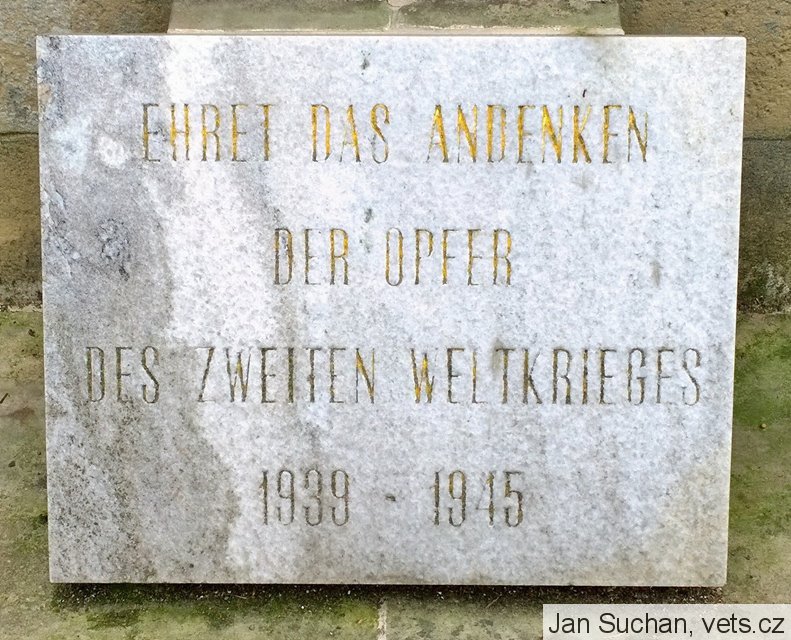 EHRET DAS ANDENKEN
DER OPFER
DES ZWEITEN WELTKRIEGES
1939 - 1945
Jan Suchan, vets.cz